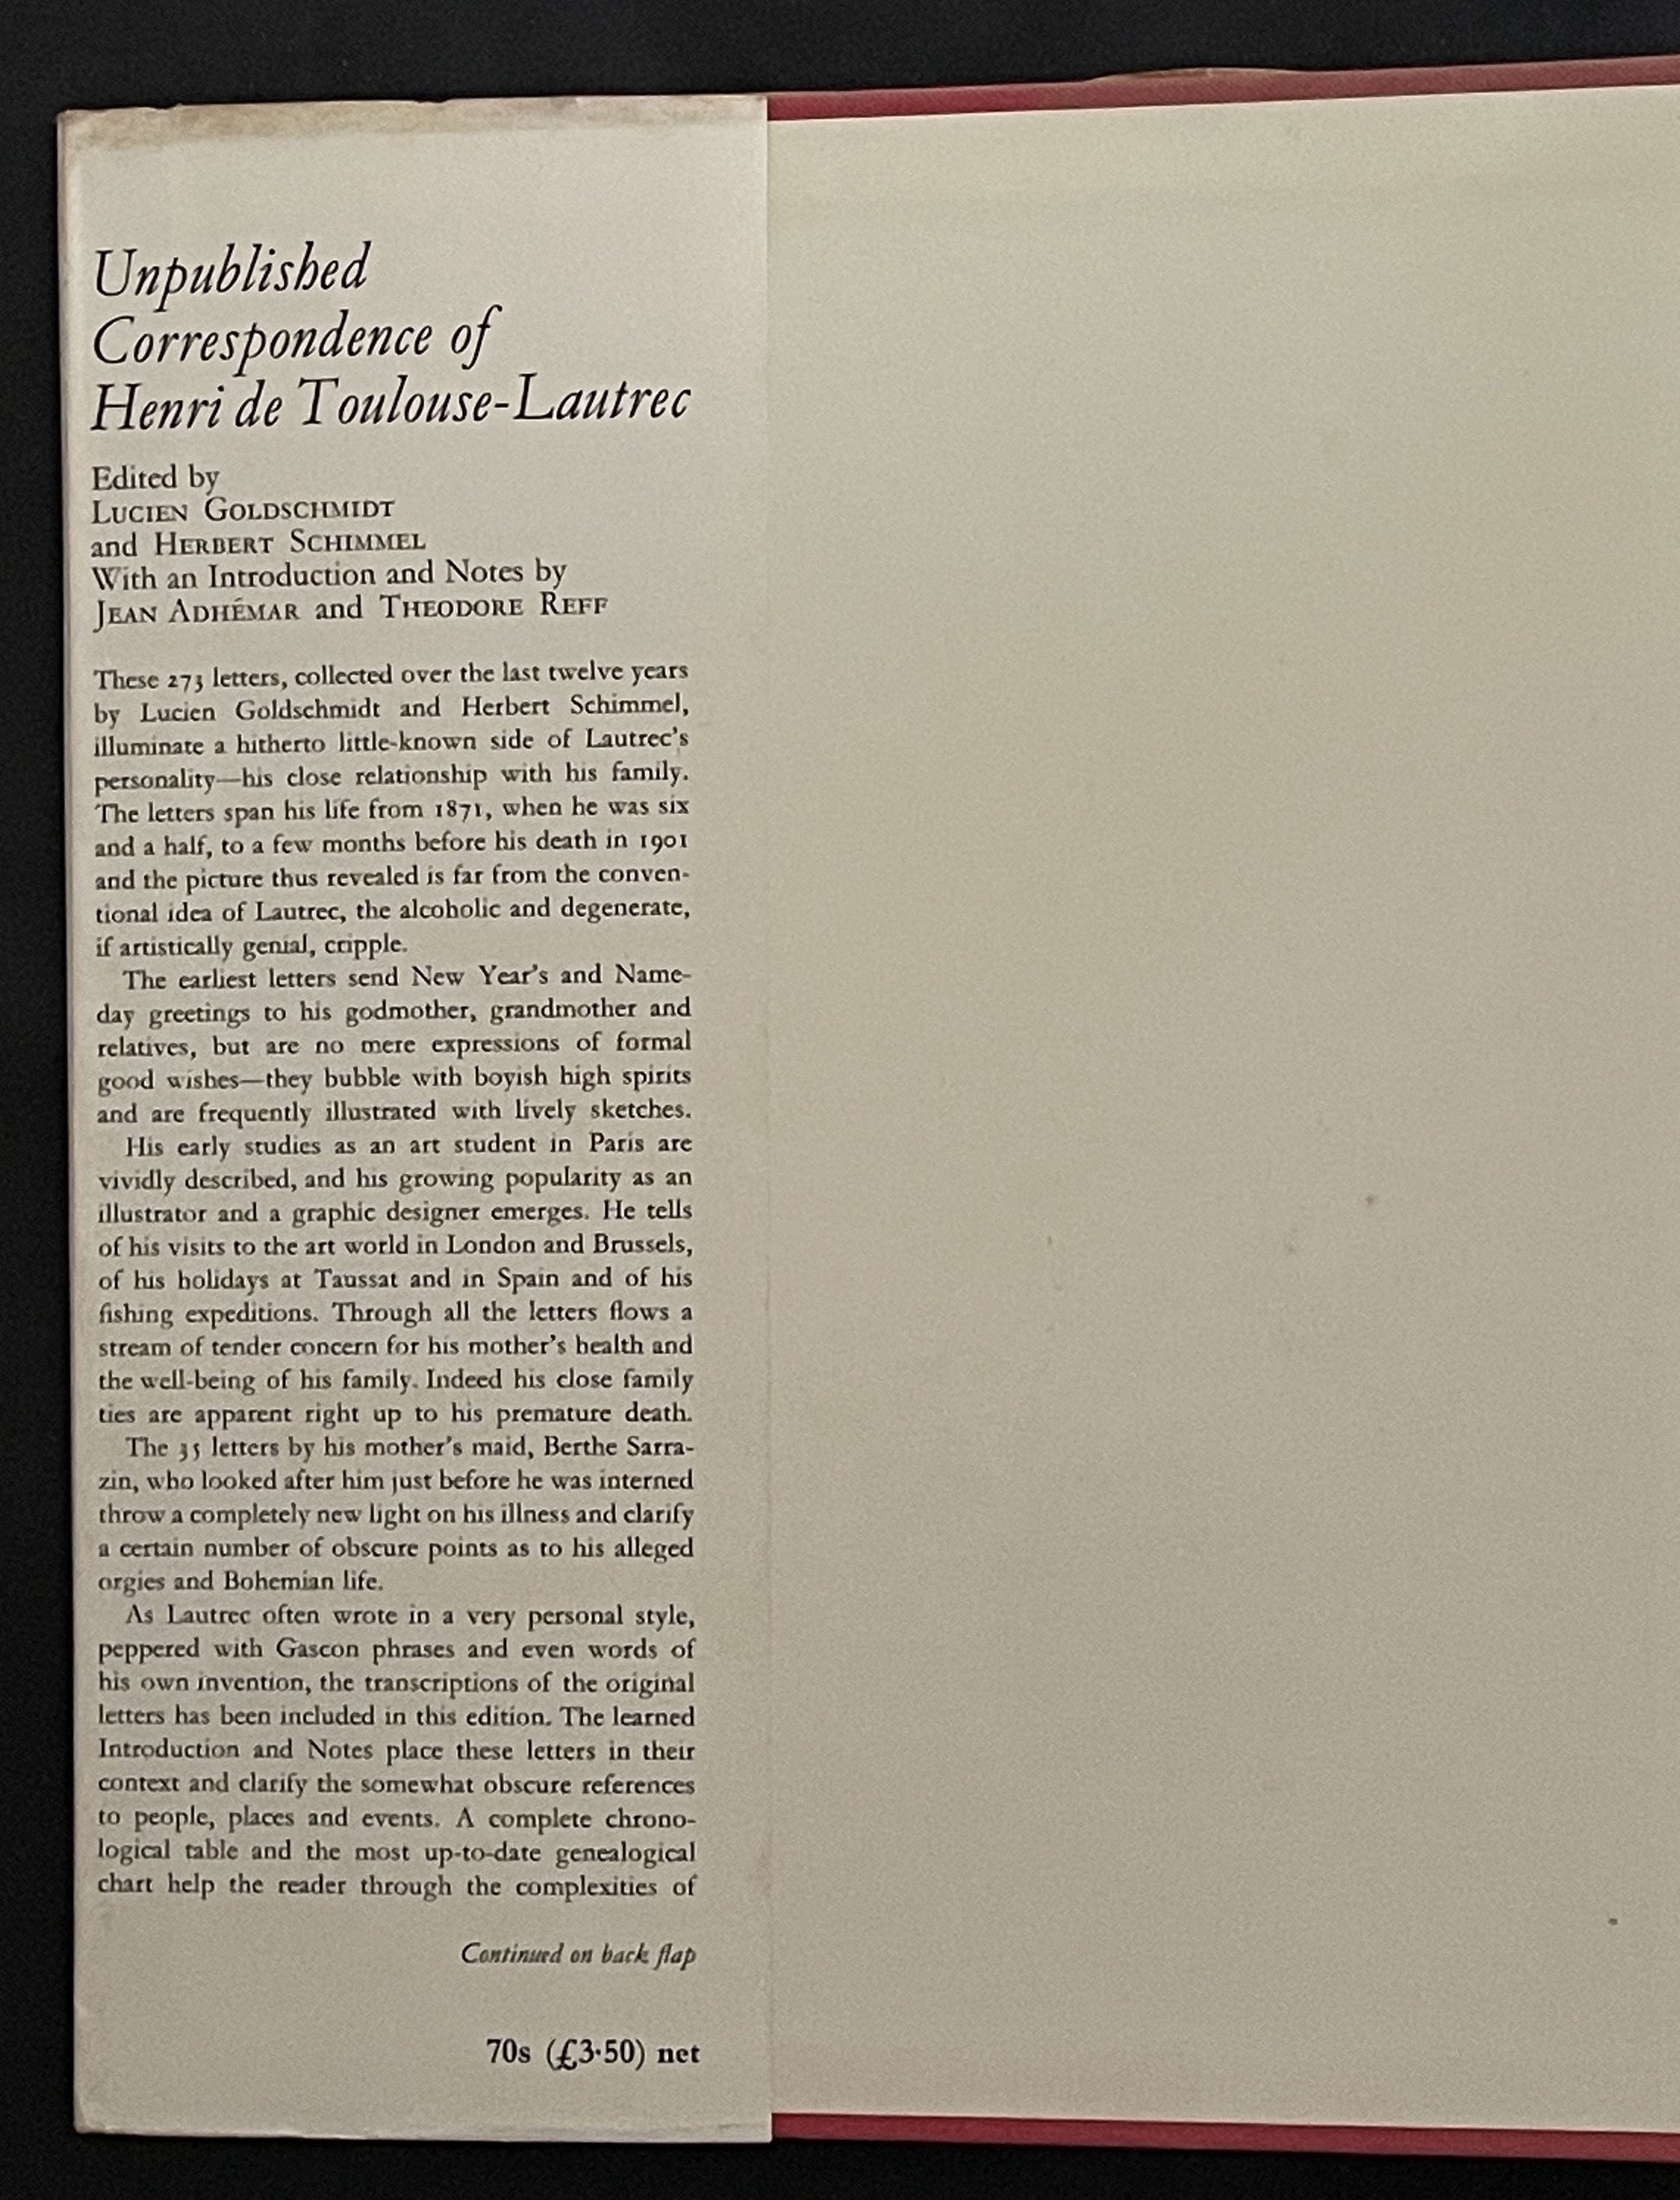 Unpublished
Correspondence of
Henri de Toulouse-Lautrec
Edited by
LUCIEN GOLDSCHMIDT
and HERBERT SCHIMMEL
With an Introduction and Notes by
JEAN ADHÉMAR and THEODORE REFF
These 273 letters, collected over the last twelve years
by Lucien Goldschmidt and Herbert Schimmel,
illuminate a hitherto little-known side of Lautrec's
personality—his close relationship with his family.
The letters span his life from 1871, when he was six
and a half, to a few months before his death in 1901
and the picture thus revealed is far from the conven-
tional idea of Lautrec, the alcoholic and degenerate,
if artistically genial, cripple.
The earliest letters send New Year's and Name-
day greetings to his godmother, grandmother and
relatives, but are no mere expressions of formal
good wishes—they bubble with boyish high spirits
and are frequently illustrated with lively sketches.
His early studies as an art student in Paris are
vividly described, and his growing popularity as an
illustrator and a graphic designer emerges. He tells
of his visits to the art world in London and Brussels,
of his holidays at Taussat and in Spain and of his
fishing expeditions. Through all the letters flows a
stream of tender concern for his mother's health and
the well-being of his family. Indeed his close family
ties are apparent right up to his premature death.
The 35 letters by his mother's maid, Berthe Sarra-
zin, who looked after him just before he was interned
throw a completely new light on his illness and clarify
a certain number of obscure points as to his alleged
orgies and Bohemian life.
As Lautrec often wrote in a very personal style,
peppered with Gascon phrases and even words of
his own invention, the transcriptions of the original
letters has been included in this edition. The learned
Introduction and Notes place these letters in their
context and clarify the somewhat obscure references
to people, places and events. A complete chrono-
logical table and the most up-to-date genealogical
chart help the reader through the complexities of
Continued on back flap
70s (£3·50) net